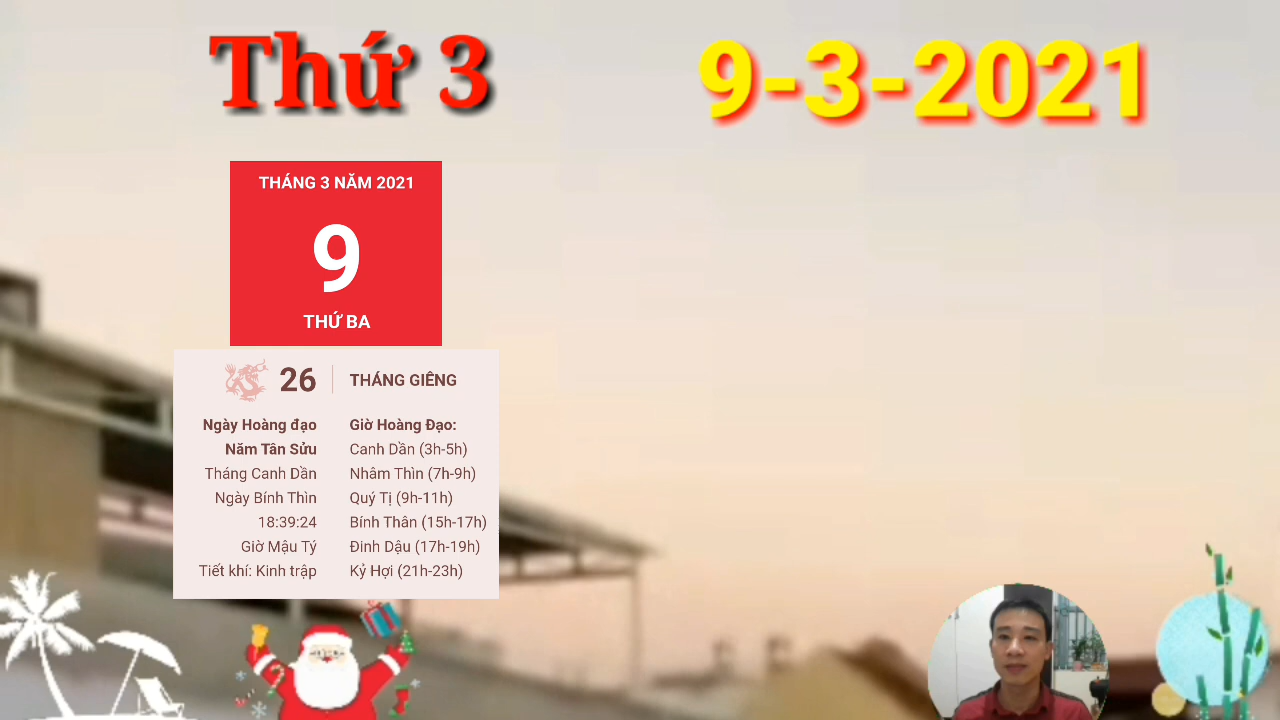 Thứ 3
9-3-2021
THÁNG 3 NĂM 2021
9
THỨ BA
26
THÁNG GIÊNG
Ngày Hoàng đạo
Năm Tân Sửu
Tháng Canh Dần
Ngày Bính Thìn
18:39:24
Giờ Mậu Tý
Tiết khí: Kinh trập
Giờ Hoàng Đạo:
Canh Dần (3h-5h)
Nhâm Thìn (7h-9h)
Quý Tị (9h-11h)
Bính Thân (15h-17h)
Đinh Dậu (17h-19h)
Kỷ Hợi (21h-23h)